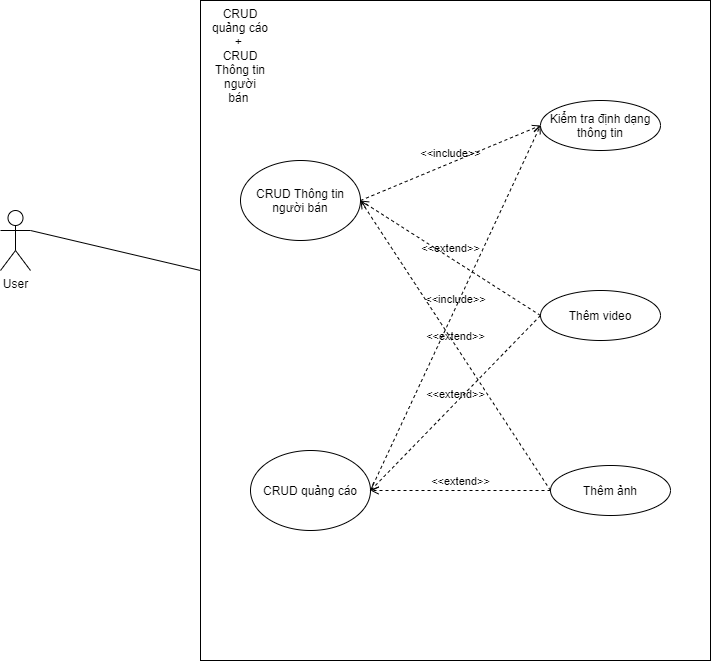 CRUD
quảng cáo
+
CRUD
Thông tin
người
bán
Kiểm tra định dạng
thông tin
<<include>>
CRUD Thông tin
người bán
User
<<extend>>
<<include>>
Thêm video
<<extend>>
<<extend>>
CRUD quảng cáo
<<extend>>
Thêm ảnh